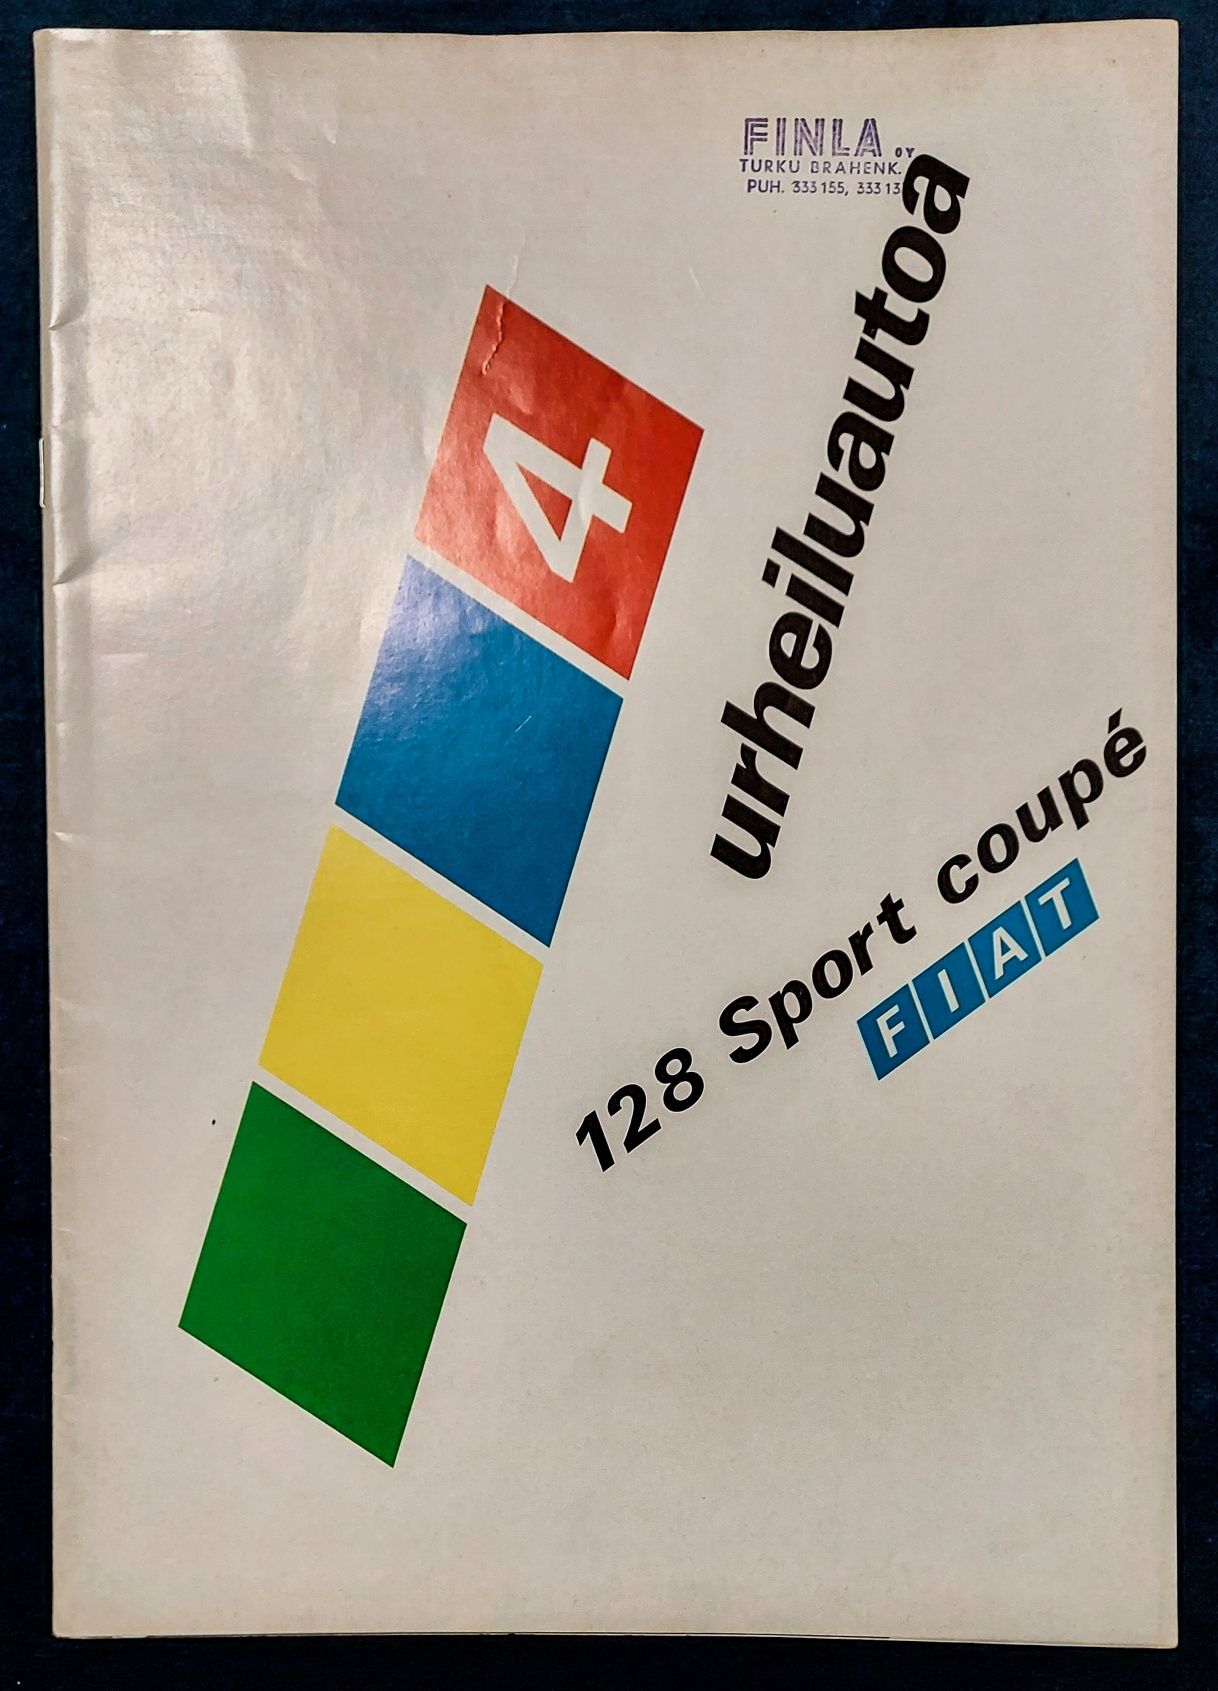 FINLA OY
TURKU BRAHENK.
PUH. 333 155, 333 13
4 urheiluautoa
128 Sport coupé
FIAT